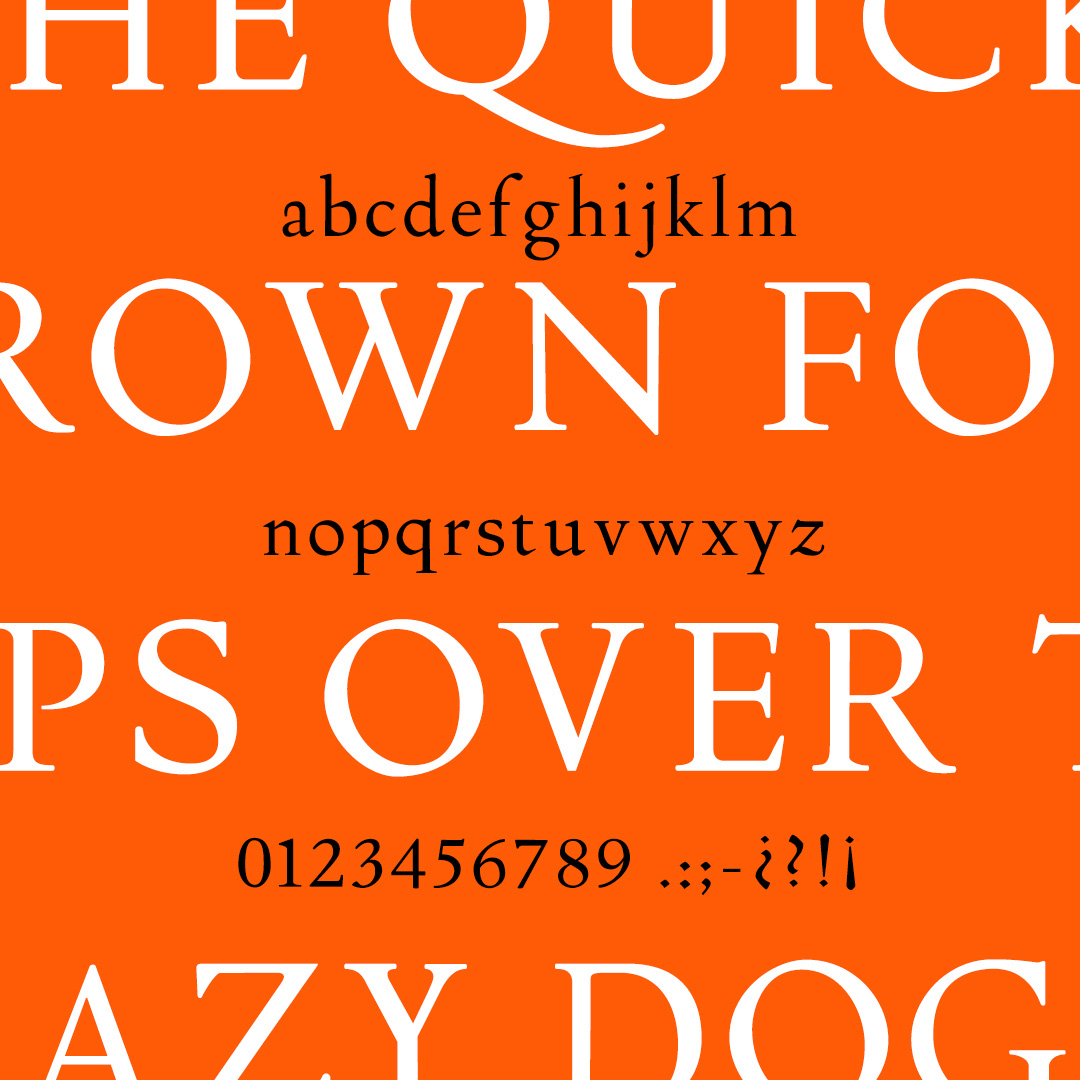 HE QUICK
abcdefghijklm
ROWN FO
nopqrstuvwxyz
PS OVER T
0123456789 .:;-¿?!¡
AZY DOG